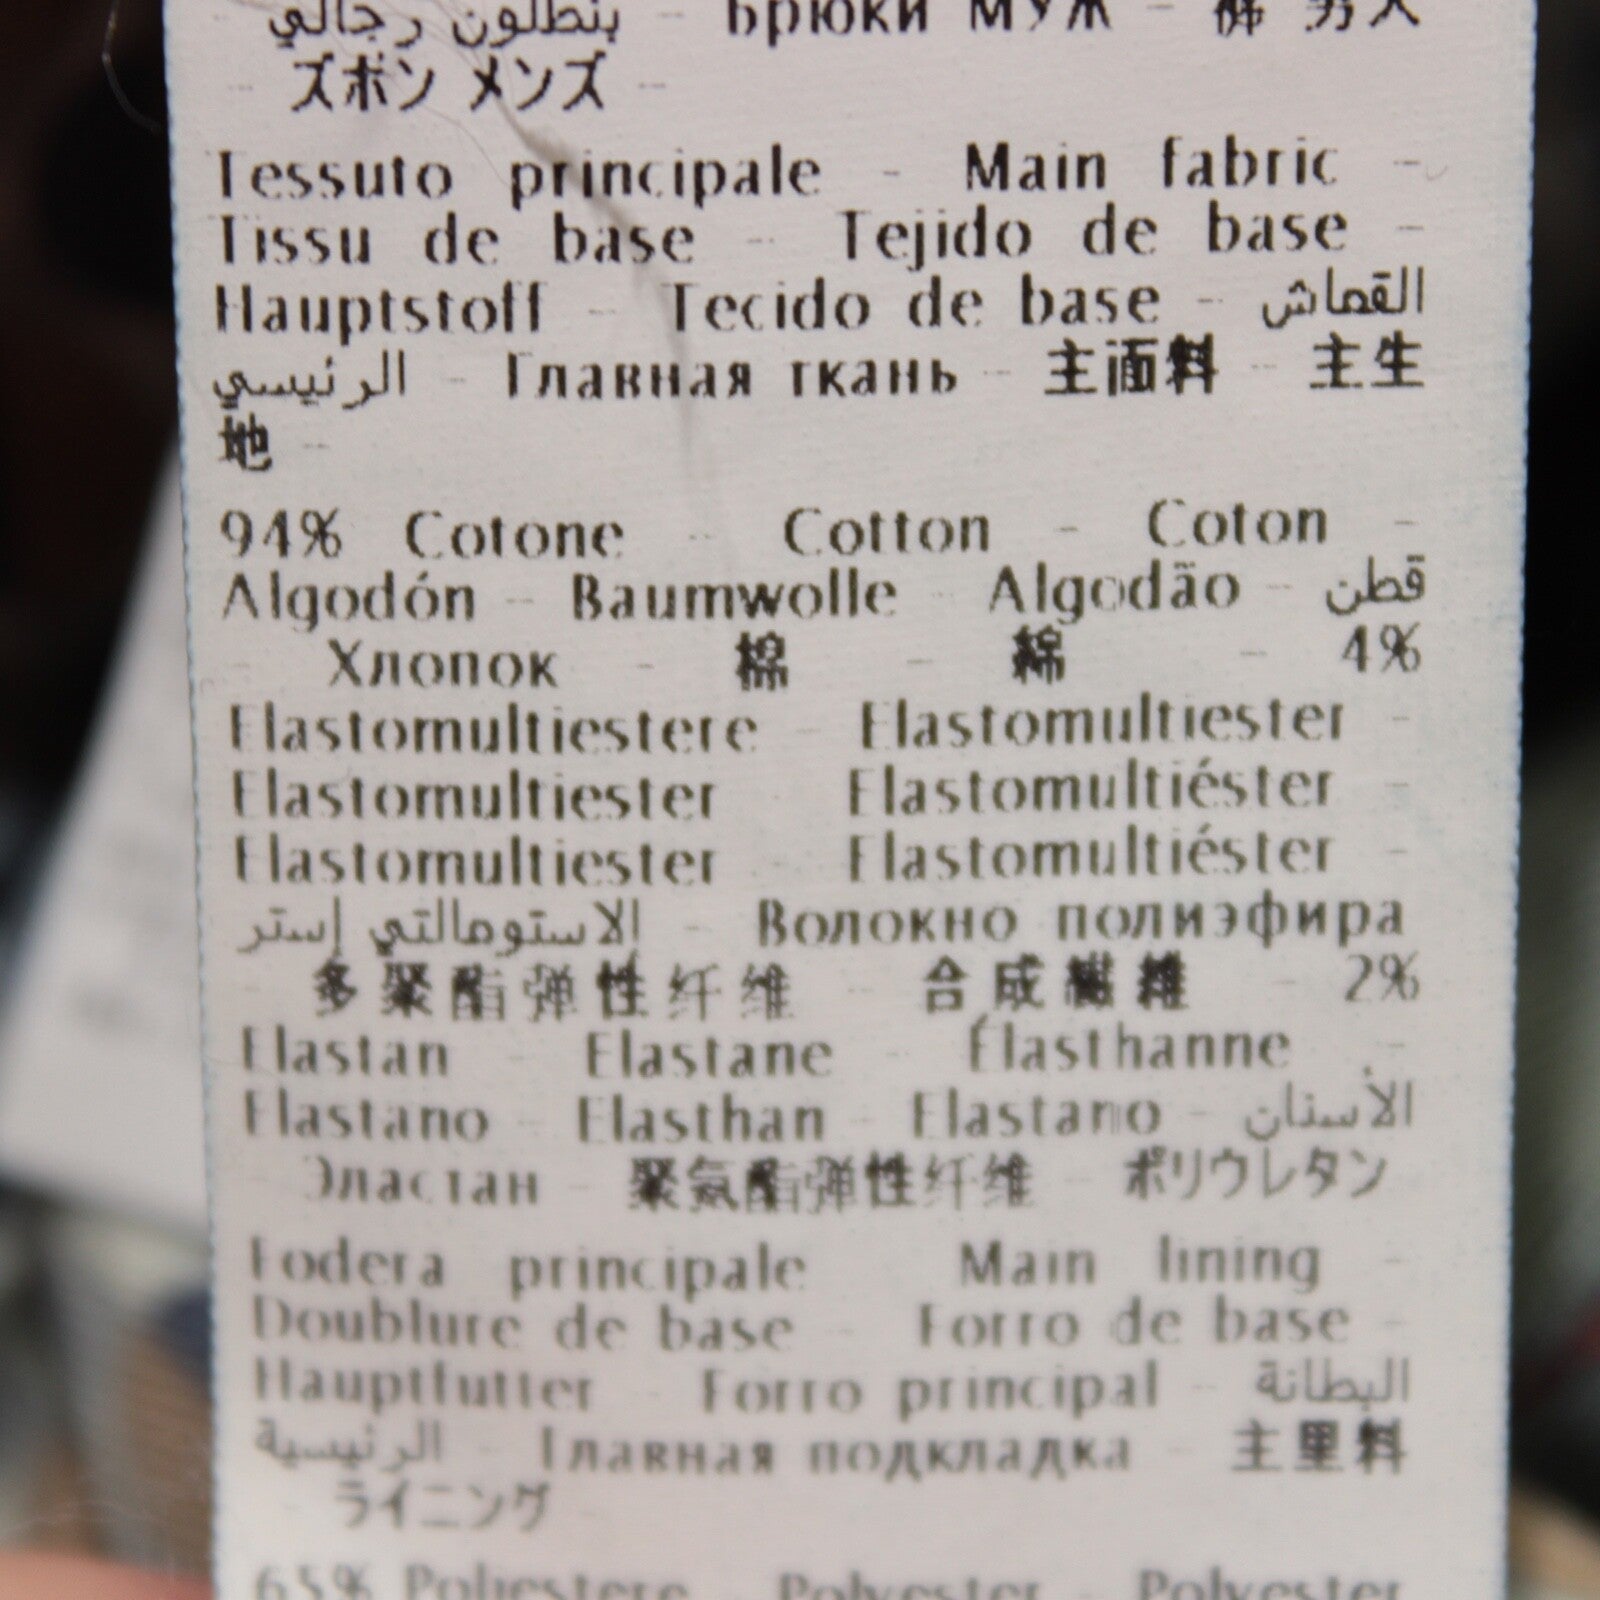 بنطلون رجالي - Брюки МУЖ - 裤 男人
- ズボン メンズ -
Tessuto principale - Main fabric -
Tissu de base - Tejido de base -
Hauptstoff - Tecido de base - القماش
الرئيسي - Главная ткань - 主面料 - 主生
地 -
94% Cotone - Cotton - Coton -
Algodón - Baumwolle - Algodão - قطن
- Хлопок - 棉 - 綿 - 4%
Elastomultiestere - Elastomultiester -
Elastomultiester - Elastomultiéster -
Elastomultiester - Elastomultiéster -
الاستومالتي إستر - Волокно полиэфира
- 多聚酯弹性纤维 - 合成繊維 - 2%
Elastan - Elastane - Élasthanne -
Elastano - Elasthan - Elastano - الأسنان
- Эластан - 聚氨酯弹性纤维 - ポリウレタン
Fodera principale - Main lining -
Doublure de base - Forro de base -
Hauptfutter - Forro principal - البطانة
الرئيسية - Главная подкладка - 主里料
- ライニング
65% Poliestere - Polyester - Polyester